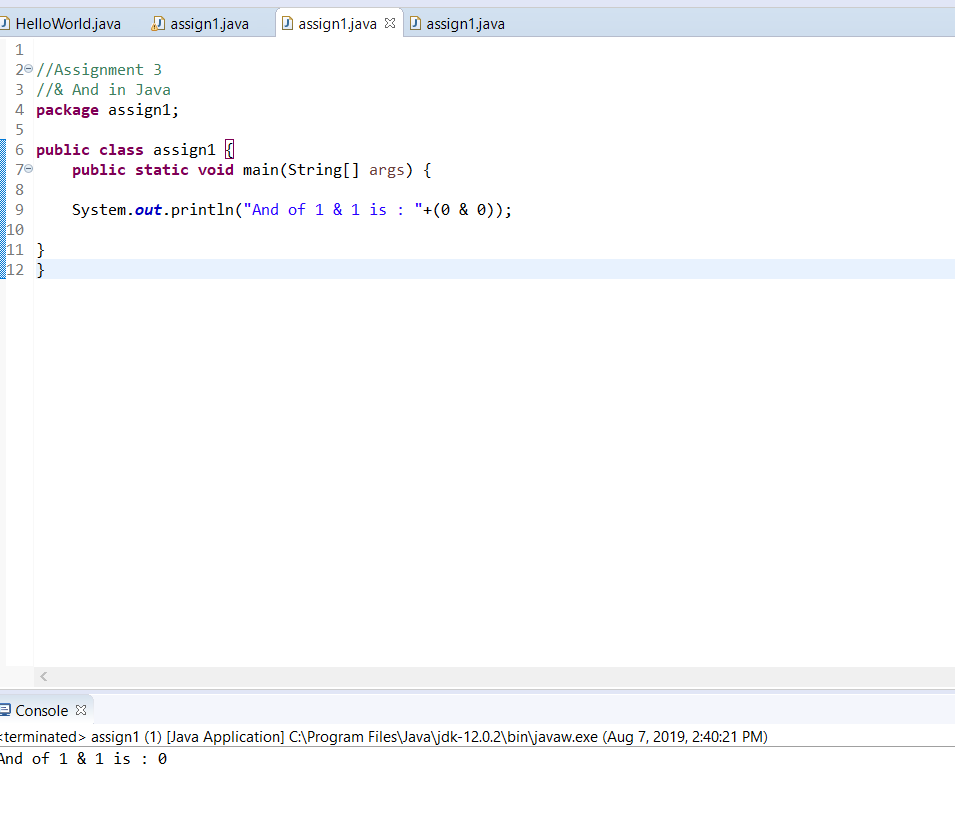 HelloWorld.java assign1.java assign1.java assign1.java
1
2 //Assignment 3
3 //& And in Java
4 package assign1;
5
6 public class assign1 {
7 public static void main(String[] args) {
8
9 System.out.println("And of 1 & 1 is : "+(0 & 0));
10
11 }
12 }
Console
<terminated> assign1 (1) [Java Application] C:\Program Files\Java\jdk-12.0.2\bin\javaw.exe (Aug 7, 2019, 2:40:21 PM)
And of 1 & 1 is : 0